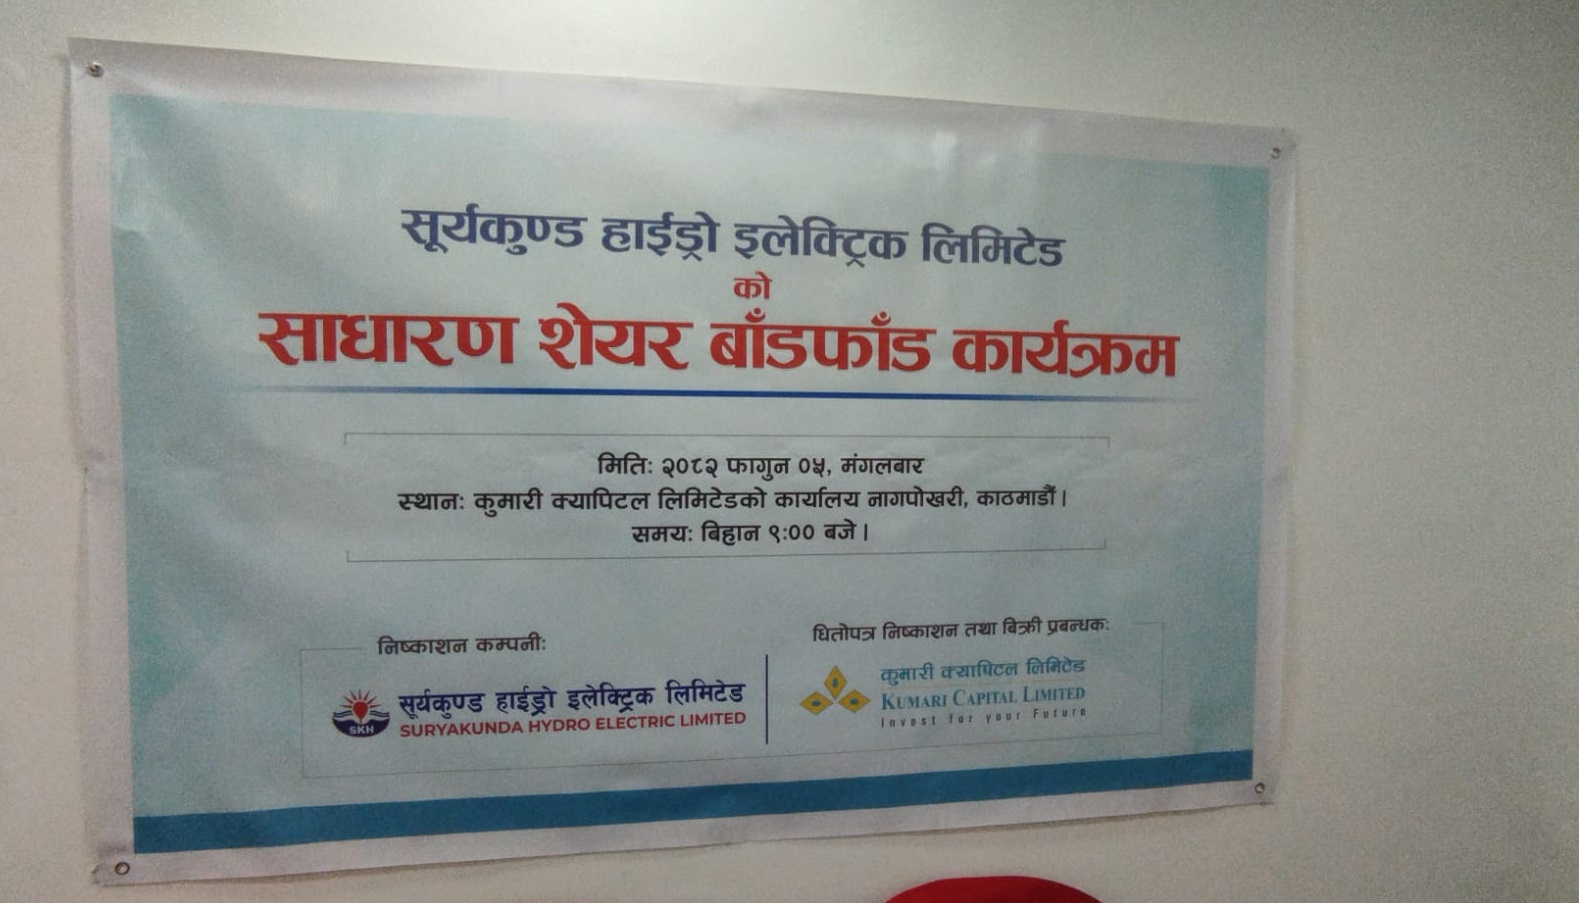 सूर्यकुण्ड हाईड्रो इलेक्ट्रिक लिमिटेड
को
साधारण शेयर बाँडफाँड कार्यक्रम
मितिः २०८२ फागुन ०५, मंगलबार
स्थानः कुमारी क्यापिटल लिमिटेडको कार्यालय नागपोखरी, काठमाडौं ।
समयः बिहान ९:०० बजे ।
निष्काशन कम्पनीः
सूर्यकुण्ड हाईड्रो इलेक्ट्रिक लिमिटेड
SURYAKUNDA HYDRO ELECTRIC LIMITED
SKH
धितोपत्र निष्काशन तथा बिक्री प्रबन्धकः
कुमारी क्यापिटल लिमिटेड
KUMARI CAPITAL LIMITED
Invest for your Future